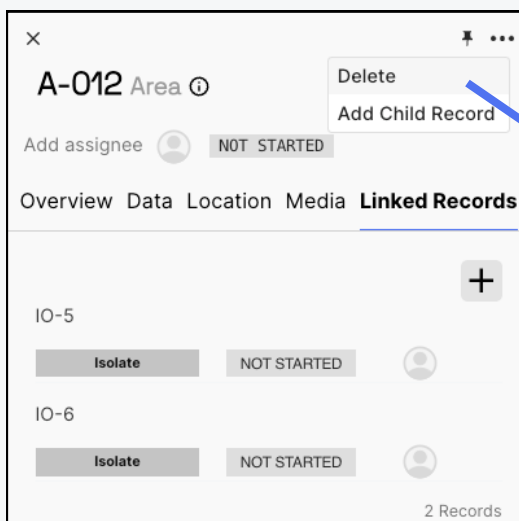 A-012 Area
Delete
Add Child Record
Add assignee NOT STARTED
Overview Data Location Media Linked Records
IO-5
Isolate NOT STARTED
IO-6
Isolate NOT STARTED
2 Records